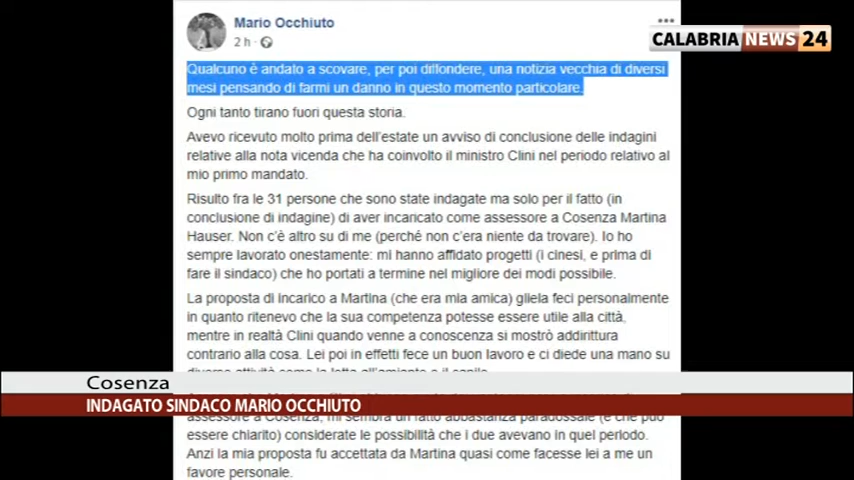 Mario Occhiuto
2 h
CALABRIA NEWS 24
Qualcuno è andato a scovare, per poi diffondere, una notizia vecchia di diversi
mesi pensando di farmi un danno in questo momento particolare.
Ogni tanto tirano fuori questa storia.
Avevo ricevuto molto prima dell'estate un avviso di conclusione delle indagini
relative alla nota vicenda che ha coinvolto il ministro Clini nel periodo relativo al
mio primo mandato.
Risulto fra le 31 persone che sono state indagate ma solo per il fatto (in
conclusione di indagine) di aver incaricato come assessore a Cosenza Martina
Hauser. Non c'è altro su di me (perché non c'era niente da trovare). Io ho
sempre lavorato onestamente: mi hanno affidato progetti (i cinesi, e prima di
fare il sindaco) che ho portati a termine nel migliore dei modi possibile.
La proposta di incarico a Martina (che era mia amica) gliela feci personalmente
in quanto ritenevo che la sua competenza potesse essere utile alla città,
mentre in realtà Clini quando venne a conoscenza si mostrò addirittura
contrario alla cosa. Lei poi in effetti fece un buon lavoro e ci diede una mano su
Cosenza
INDAGATO SINDACO MARIO OCCHIUTO
assessore a Cosenza, mi sembra un fatto abbastanza paradossale (e che può
essere chiarito) considerate le possibilità che i due avevano in quel periodo.
Anzi la mia proposta fu accettata da Martina quasi come facesse lei a me un
favore personale.